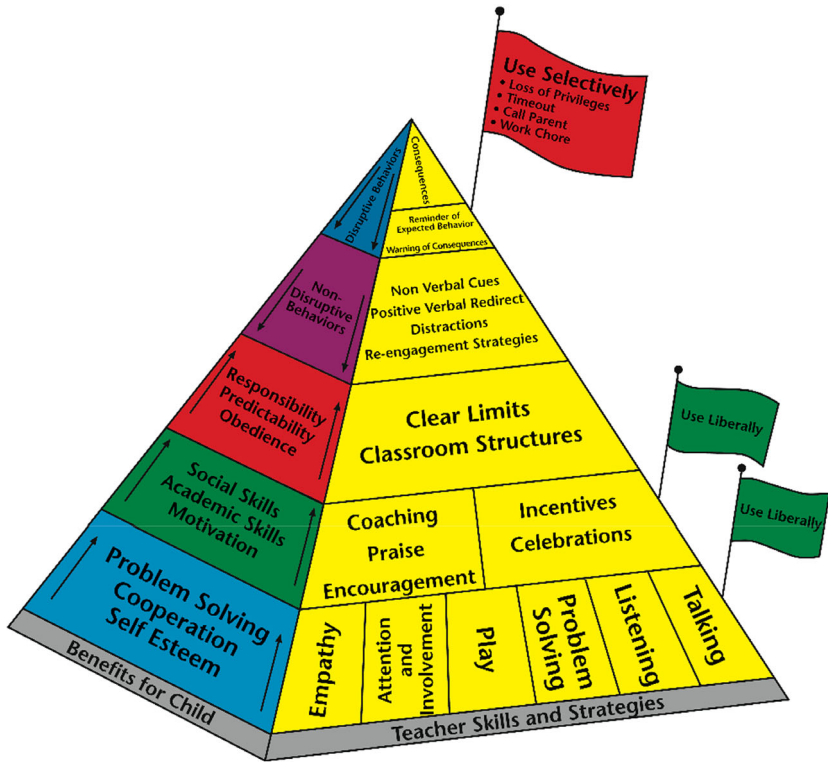 Use Selectively
• Loss of Privileges
• Timeout
• Call Parent
• Work Chore
Disruptive Behaviors
Consequences
Reminder of
Expected Behavior
Warning of Consequences
Non-
Disruptive
Behaviors
Non Verbal Cues
Positive Verbal Redirect
Distractions
Re-engagement Strategies
Responsibility
Predictability
Obedience
Clear Limits
Classroom Structures
Use Liberally
Social Skills
Academic Skills
Motivation
Coaching
Praise
Encouragement
Incentives
Celebrations
Use Liberally
Problem Solving
Cooperation
Self Esteem
Empathy
Attention
and
Involvement
Play
Problem
Solving
Listening
Talking
Benefits for Child
Teacher Skills and Strategies